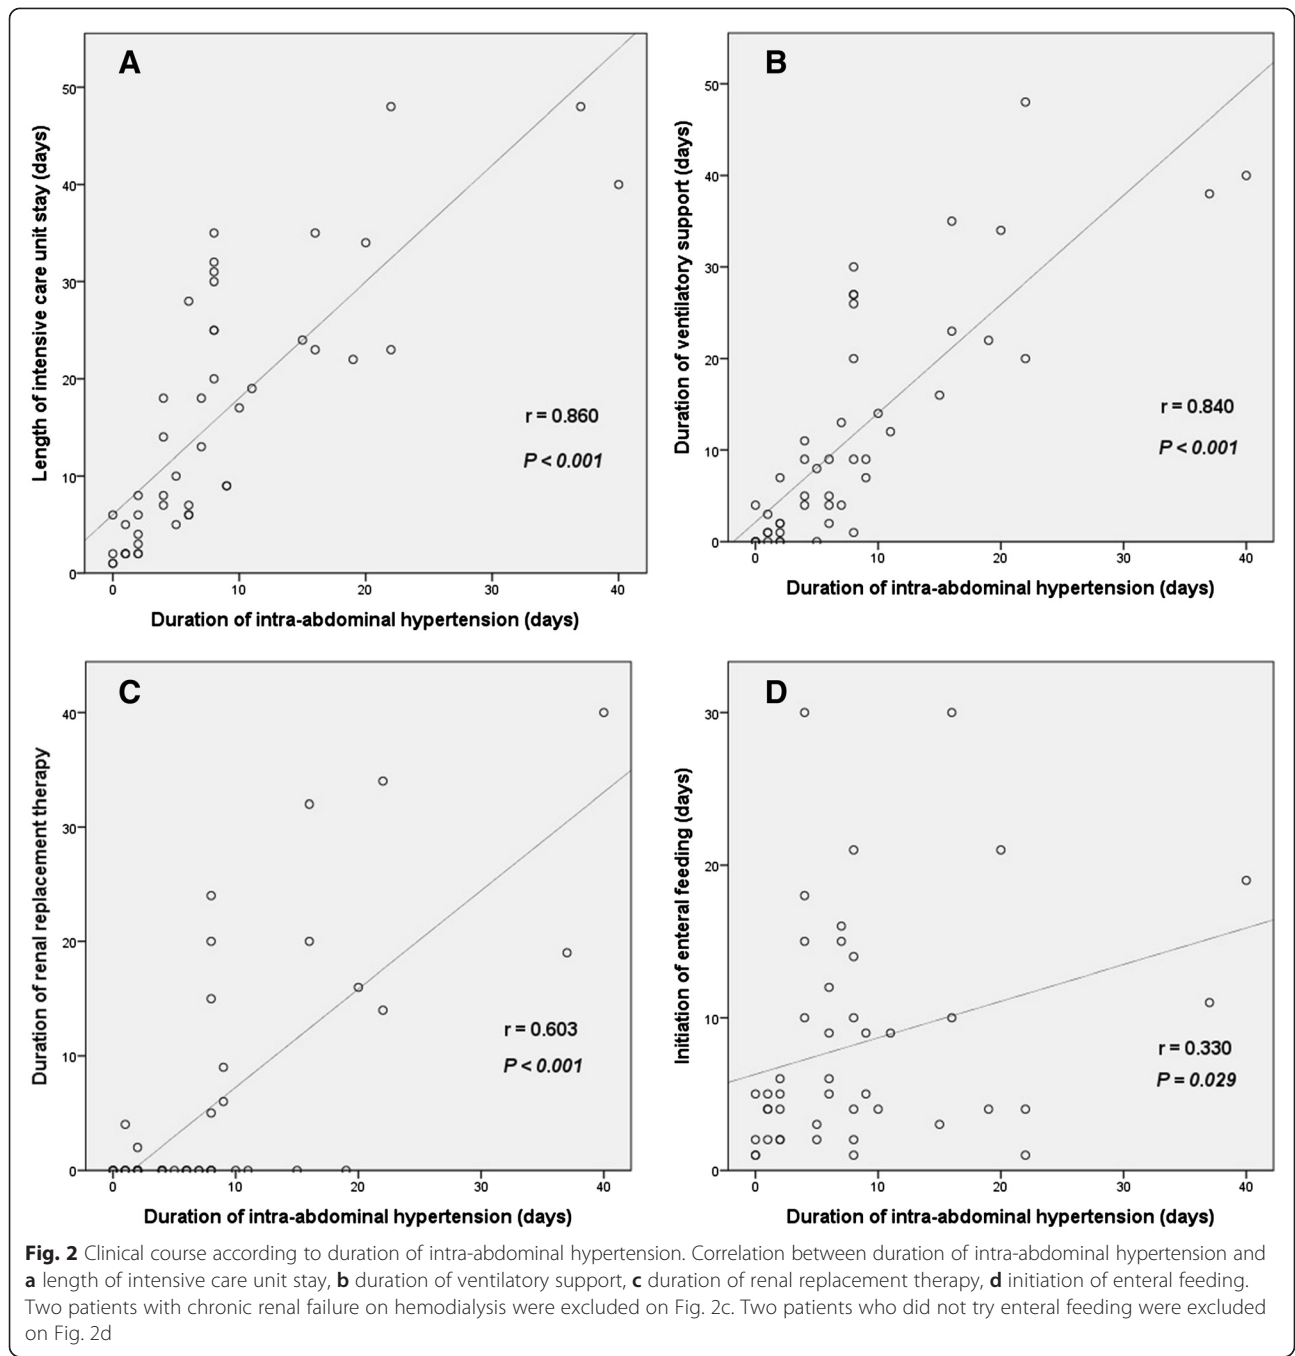 A
50
40
30
20
10
0
Length of intensive care unit stay (days)
r = 0.860
P < 0.001
0 10 20 30 40
Duration of intra-abdominal hypertension (days)
B
50
40
30
20
10
0
Duration of ventilatory support (days)
r = 0.840
P < 0.001
0 10 20 30 40
Duration of intra-abdominal hypertension (days)
C
40
30
20
10
0
Duration of renal replacement therapy
r = 0.603
P < 0.001
0 10 20 30 40
Duration of intra-abdominal hypertension (days)
D
30
20
10
0
Initiation of enteral feeding (days)
r = 0.330
P = 0.029
0 10 20 30 40
Duration of intra-abdominal hypertension (days)
Fig. 2 Clinical course according to duration of intra-abdominal hypertension. Correlation between duration of intra-abdominal hypertension and
a length of intensive care unit stay, b duration of ventilatory support, c duration of renal replacement therapy, d initiation of enteral feeding.
Two patients with chronic renal failure on hemodialysis were excluded on Fig. 2c. Two patients who did not try enteral feeding were excluded
on Fig. 2d